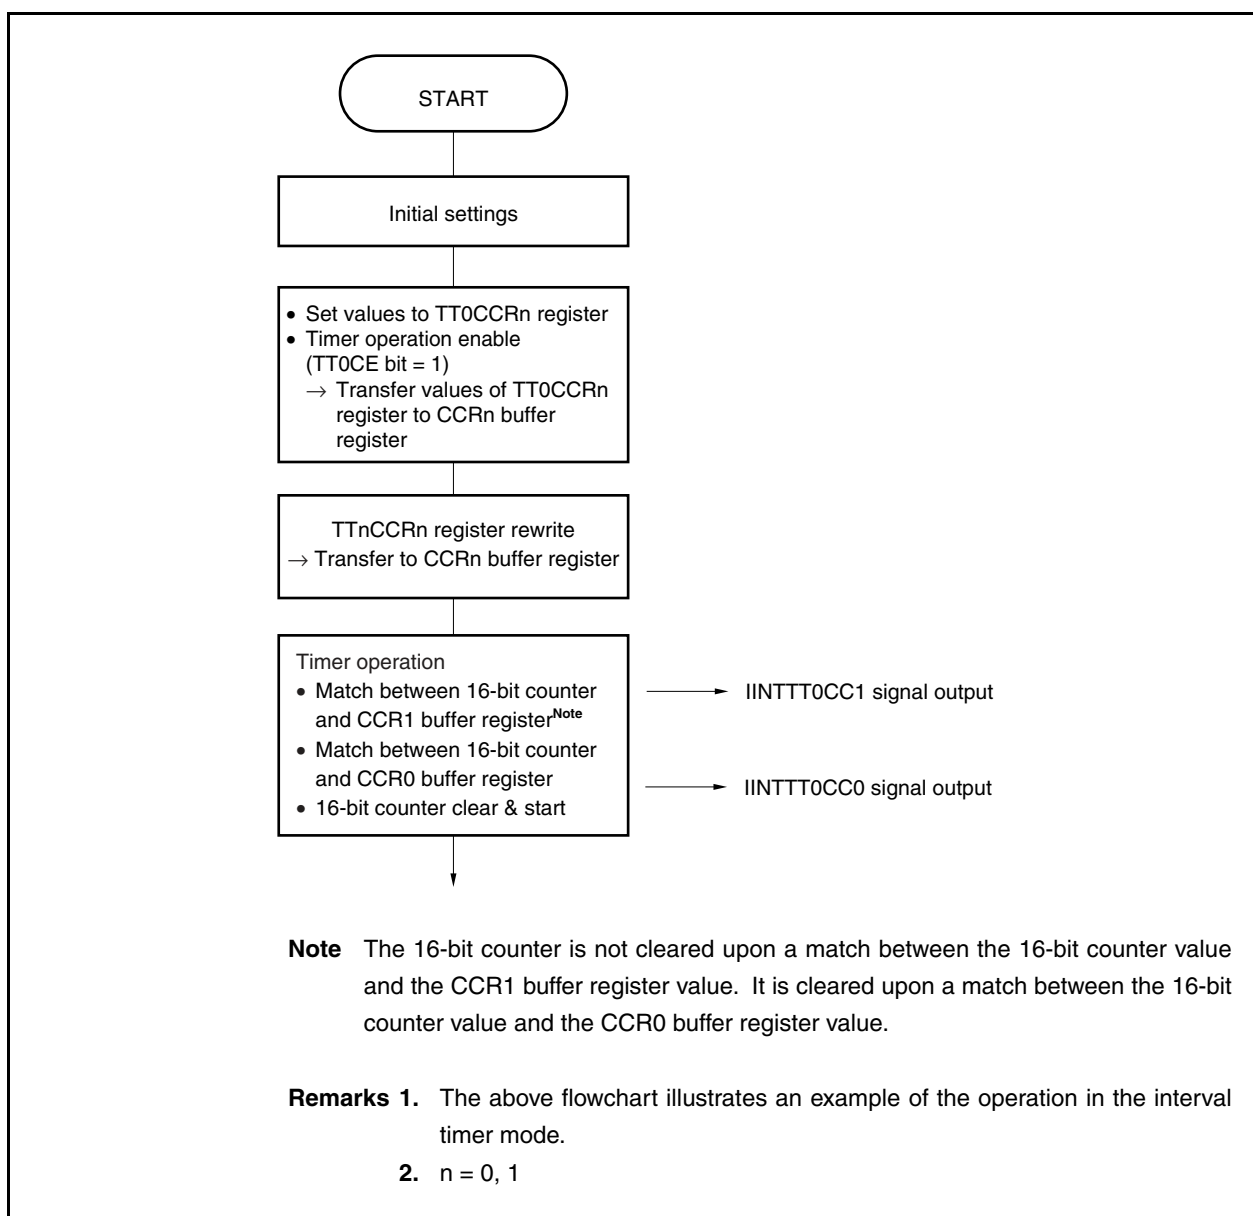 START
Initial settings
• Set values to TT0CCRn register
• Timer operation enable
(TT0CE bit = 1)
→ Transfer values of TT0CCRn
register to CCRn buffer
register
TTnCCRn register rewrite
→ Transfer to CCRn buffer register
Timer operation
• Match between 16-bit counter
and CCR1 buffer registerNote
• Match between 16-bit counter
and CCR0 buffer register
• 16-bit counter clear & start
IINTTT0CC1 signal output
IINTTT0CC0 signal output
Note The 16-bit counter is not cleared upon a match between the 16-bit counter value
and the CCR1 buffer register value. It is cleared upon a match between the 16-bit
counter value and the CCR0 buffer register value.
Remarks 1. The above flowchart illustrates an example of the operation in the interval
timer mode.
2. n = 0, 1